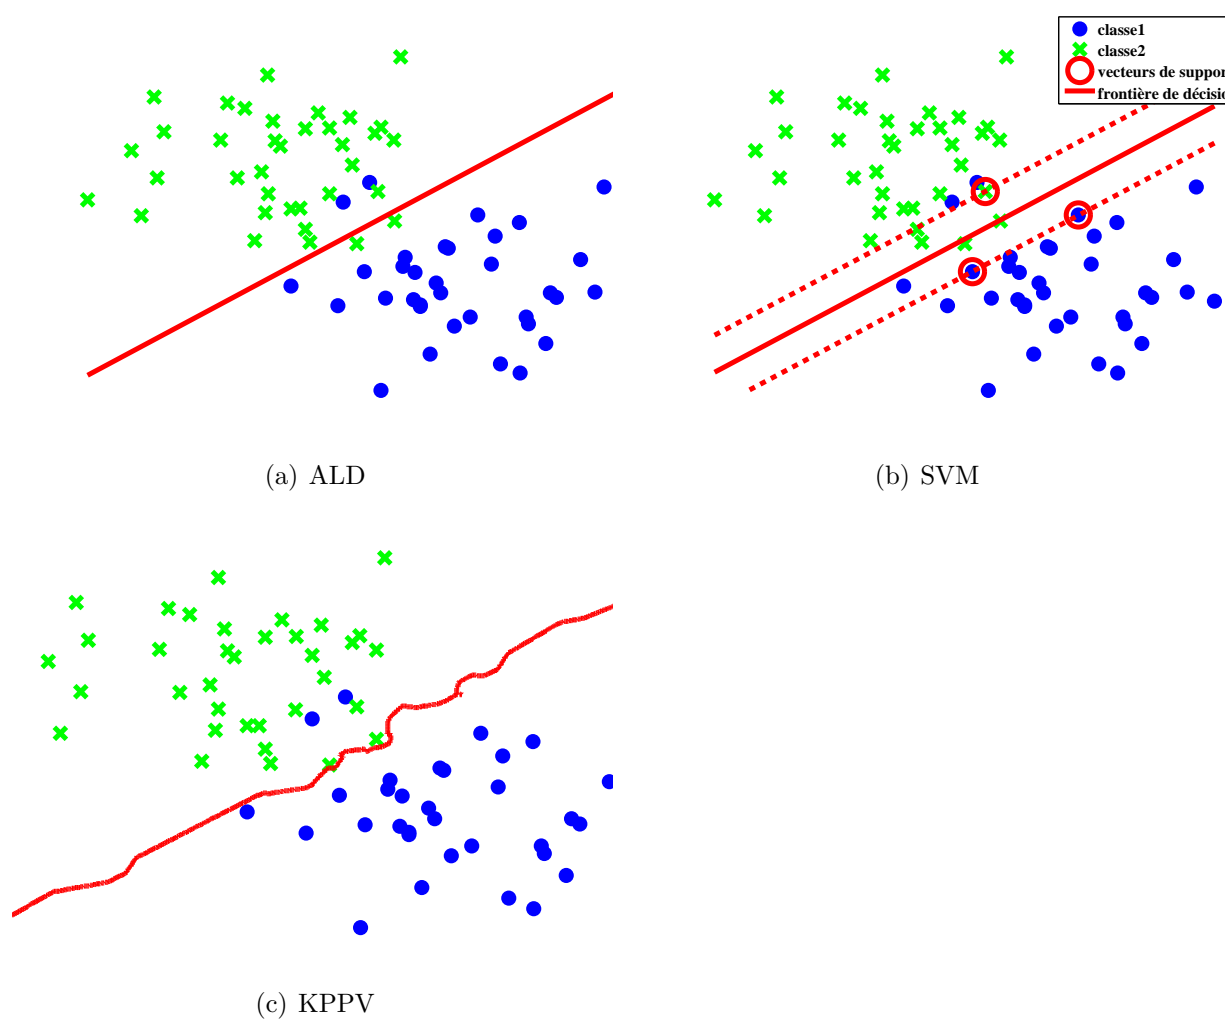 classe1
classe2
vecteurs de suppor
frontière de décisio
(a) ALD
(b) SVM
(c) KPPV